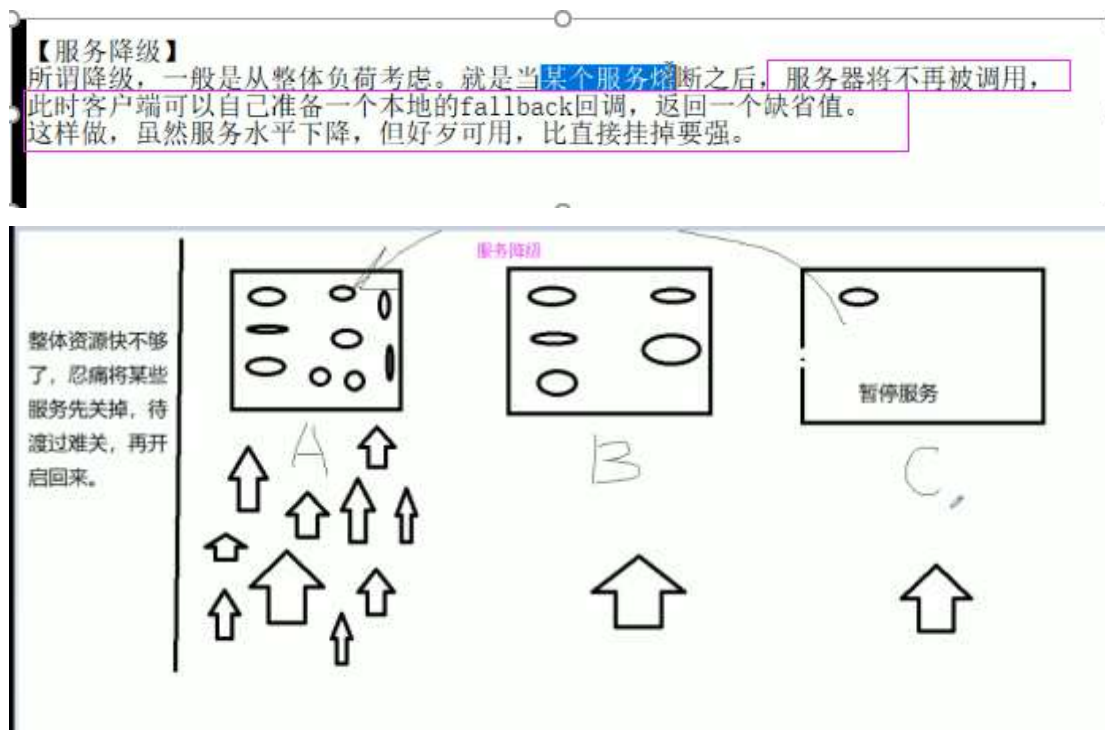 【服务降级】
所谓降级，一般是从整体负荷考虑。就是当某个服务熔断之后，服务器将不再被调用，
此时客户端可以自己准备一个本地的fallback回调，返回一个缺省值。
这样做，虽然服务水平下降，但好歹可用，比直接挂掉要强。
服务降级
整体资源快不够
了，忍痛将某些
服务先关掉，待
渡过难关，再开
启回来。
暂停服务
A
B
C,